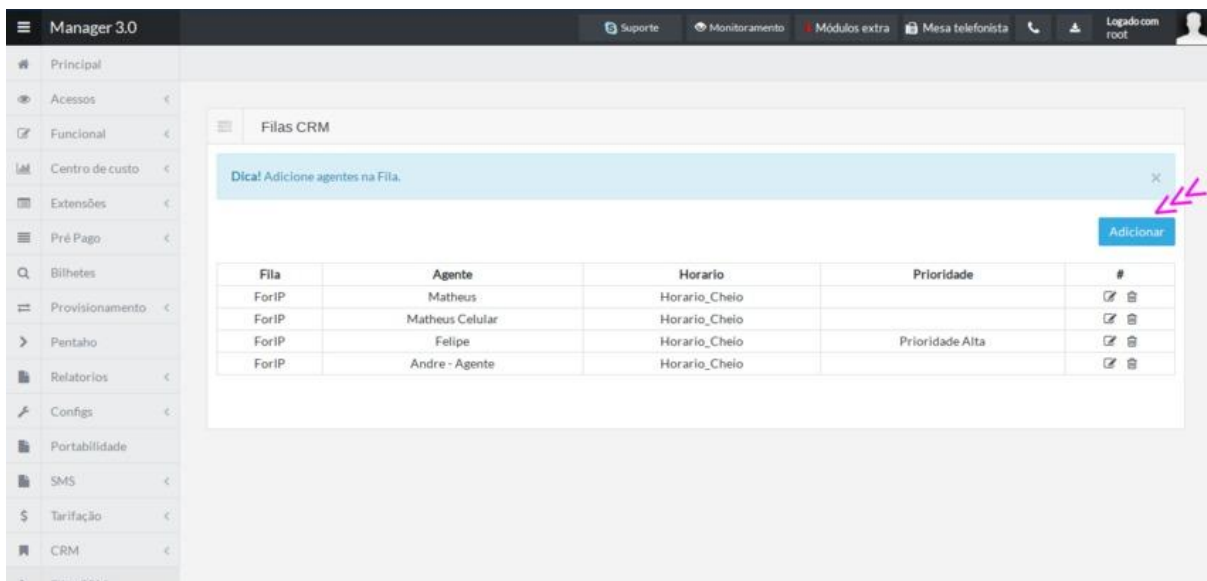 Manager 3.0
Suporte
Monitoramento
Módulos extra
Mesa telefonista
Logado com
root
Principal
Acessos
Funcional
Centro de custo
Extensões
Pré Pago
Bilhetes
Provisionamento
Pentaho
Relatorios
Configs
Portabilidade
SMS
Tarifação
CRM
Filas CRM
Dica! Adicione agentes na Fila.
Adicionar
Fila Agente Horario Prioridade #
ForIP Matheus Horario_Cheio
ForIP Matheus Celular Horario_Cheio
ForIP Felipe Horario_Cheio Prioridade Alta
ForIP Andre - Agente Horario_Cheio